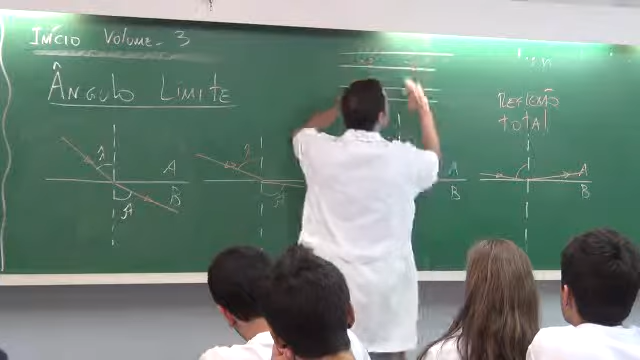 INÍCIO VOLUME - 3
ÂNGULO LIMITE
REFLEXÃO
TOTAL
A
B
A
B
A
B